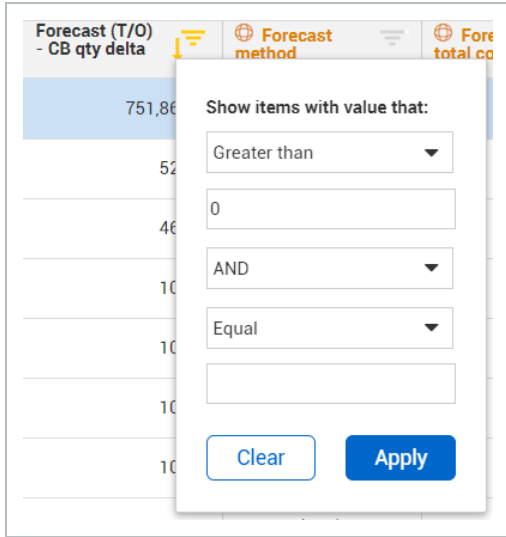 Forecast (T/O)
- CB qty delta
Forecast
method
Fore
total co
751,86
52
46
10
10
10
10
Show items with value that:
Greater than
0
AND
Equal
Clear
Apply